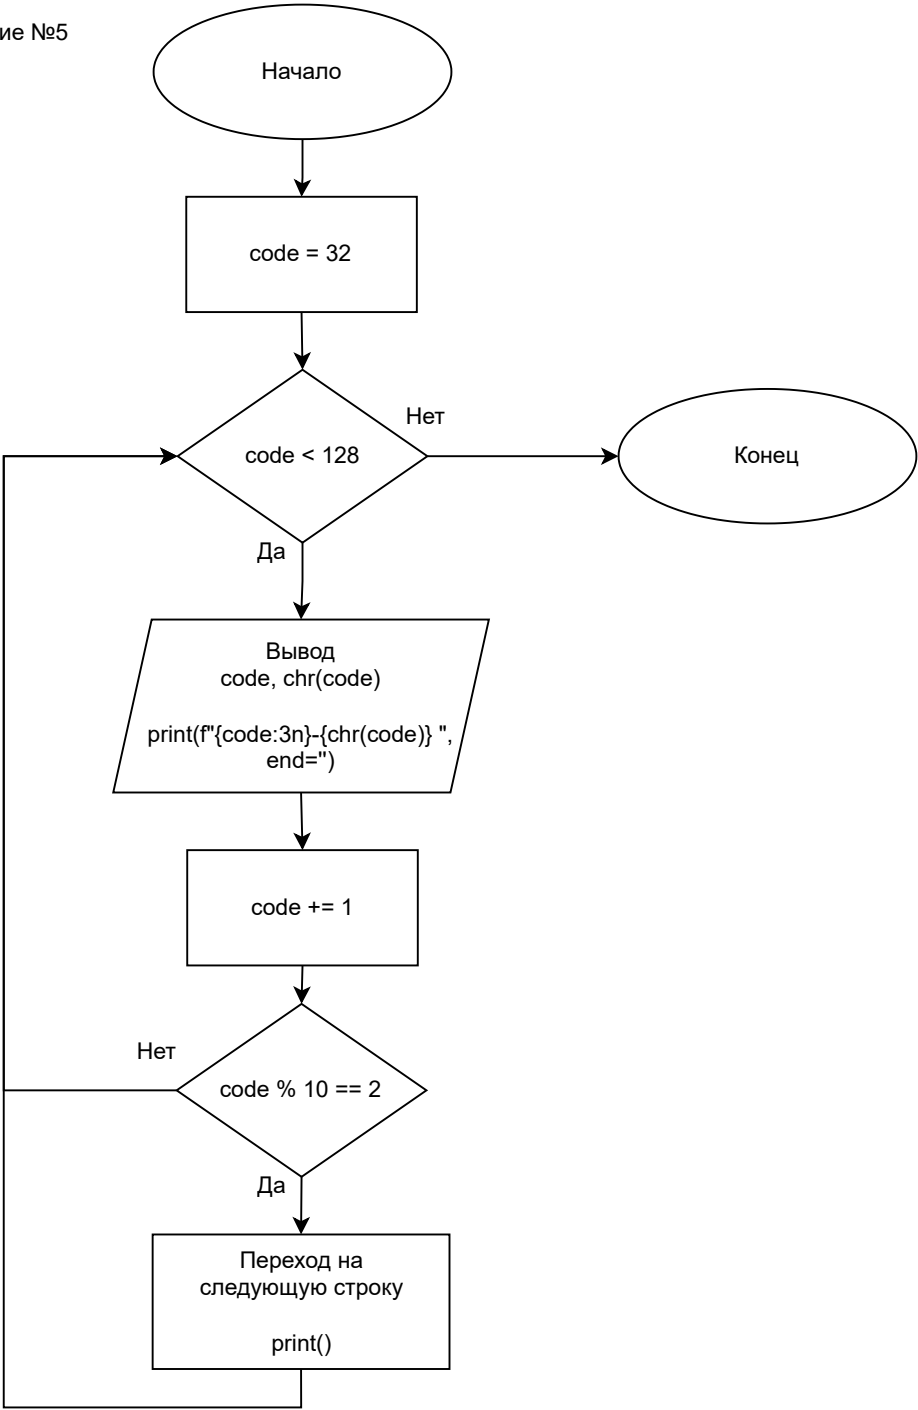 ие №5
Начало
code = 32
code < 128
Нет
Конец
Да
Вывод
code, chr(code)
print(f"{code:3n}-{chr(code)} ",
end='')
code += 1
Нет
code % 10 == 2
Да
Переход на
следующую строку
print()